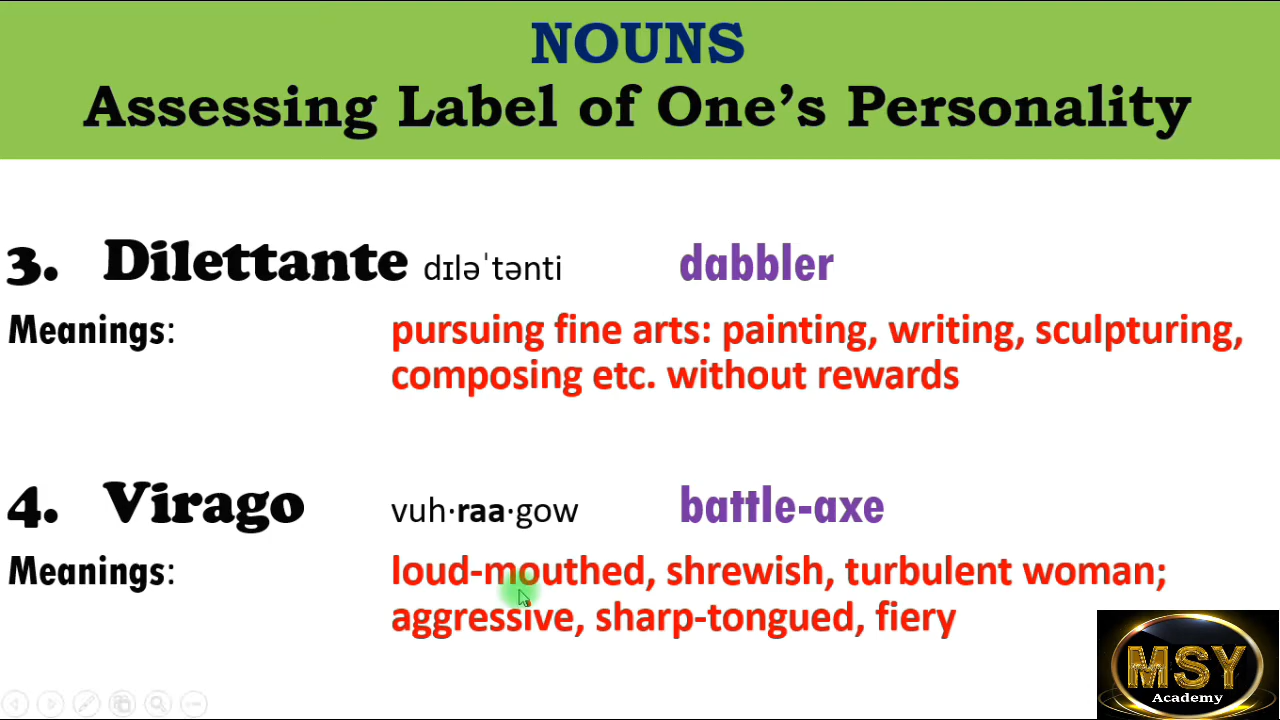 NOUNS
Assessing Label of One's Personality
3. Dilettante dɪləˈtənti dabbler
Meanings: pursuing fine arts: painting, writing, sculpturing,
composing etc. without rewards
4. Virago vuh·raa·gow battle-axe
Meanings: loud-mouthed, shrewish, turbulent woman;
aggressive, sharp-tongued, fiery
MSY
Academy